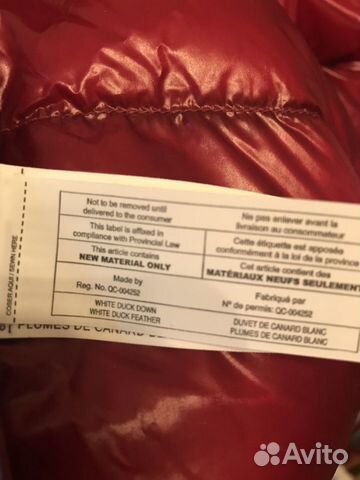 Not to be removed until
delivered to the consumer
This label is affixed in
compliance with Provincial Law
This article contains
NEW MATERIAL ONLY
Made by
Reg. No. QC-004252
WHITE DUCK DOWN
WHITE DUCK FEATHER
Ne pas enlever avant la
livraison au consommateur
Cette étiquette est apposée
conformément à la loi de la province
Cet article contient des
MATÉRIAUX NEUFS SEULEMENT
Fabriqué par
N° de permis: QC-004252
DUVET DE CANARD BLANC
PLUMES DE CANARD BLANC
COSER AQUI / SEWN HERE
PLUMES DE CANARD
Avito